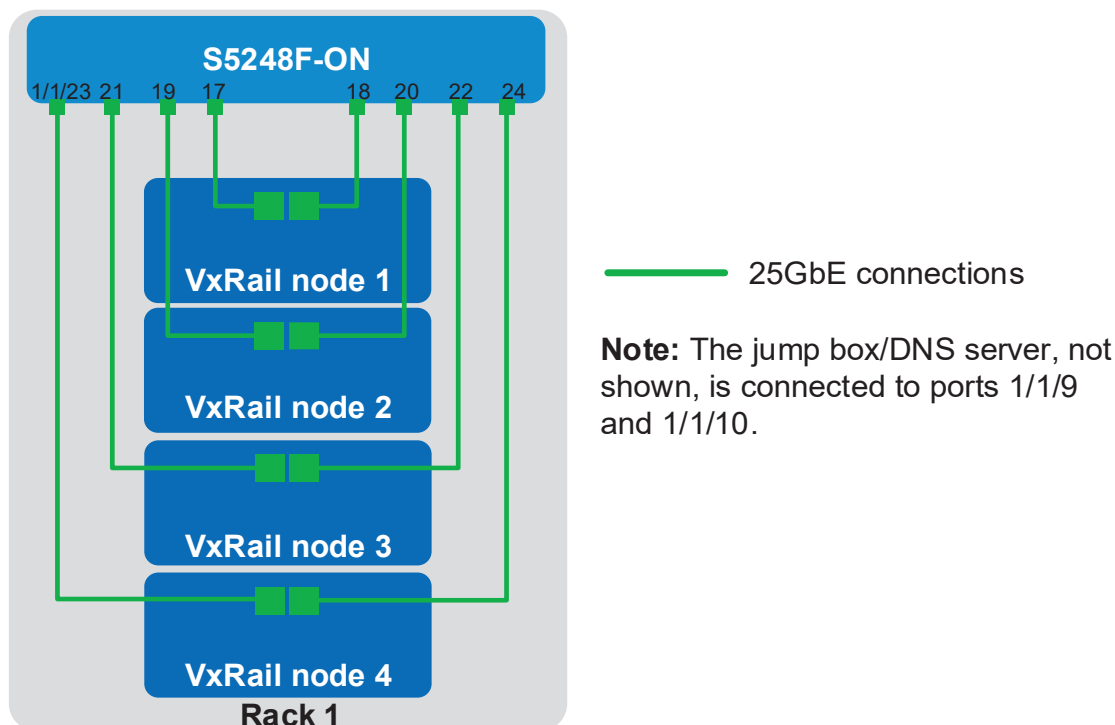 S5248F-ON
1/1/23 21 19 17 18 20 22 24
VxRail node 1
VxRail node 2
VxRail node 3
VxRail node 4
Rack 1
25GbE connections
Note: The jump box/DNS server, not
shown, is connected to ports 1/1/9
and 1/1/10.